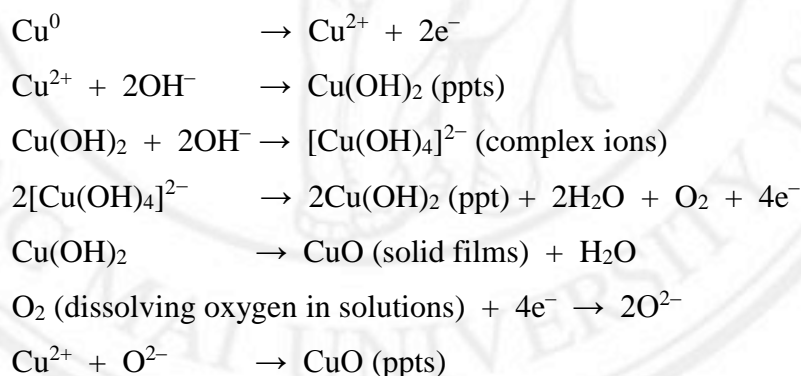 Cu⁰ → Cu²⁺ + 2e⁻
Cu²⁺ + 2OH⁻ → Cu(OH)₂ (ppts)
Cu(OH)₂ + 2OH⁻ → [Cu(OH)₄]²⁻ (complex ions)
2[Cu(OH)₄]²⁻ → 2Cu(OH)₂ (ppt) + 2H₂O + O₂ + 4e⁻
Cu(OH)₂ → CuO (solid films) + H₂O
O₂ (dissolving oxygen in solutions) + 4e⁻ → 2O²⁻
Cu²⁺ + O²⁻ → CuO (ppts)